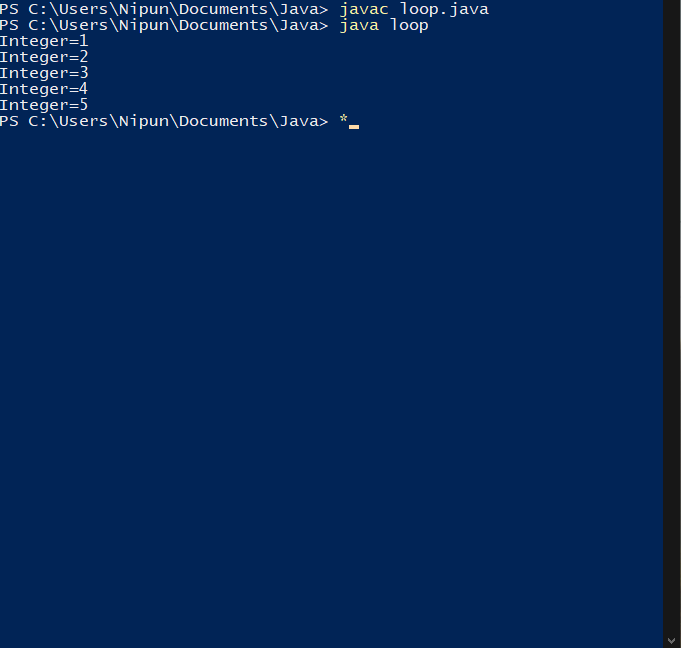 PS C:\Users\Nipun\Documents\Java> javac loop.java
PS C:\Users\Nipun\Documents\Java> java loop
Integer=1
Integer=2
Integer=3
Integer=4
Integer=5
PS C:\Users\Nipun\Documents\Java> *